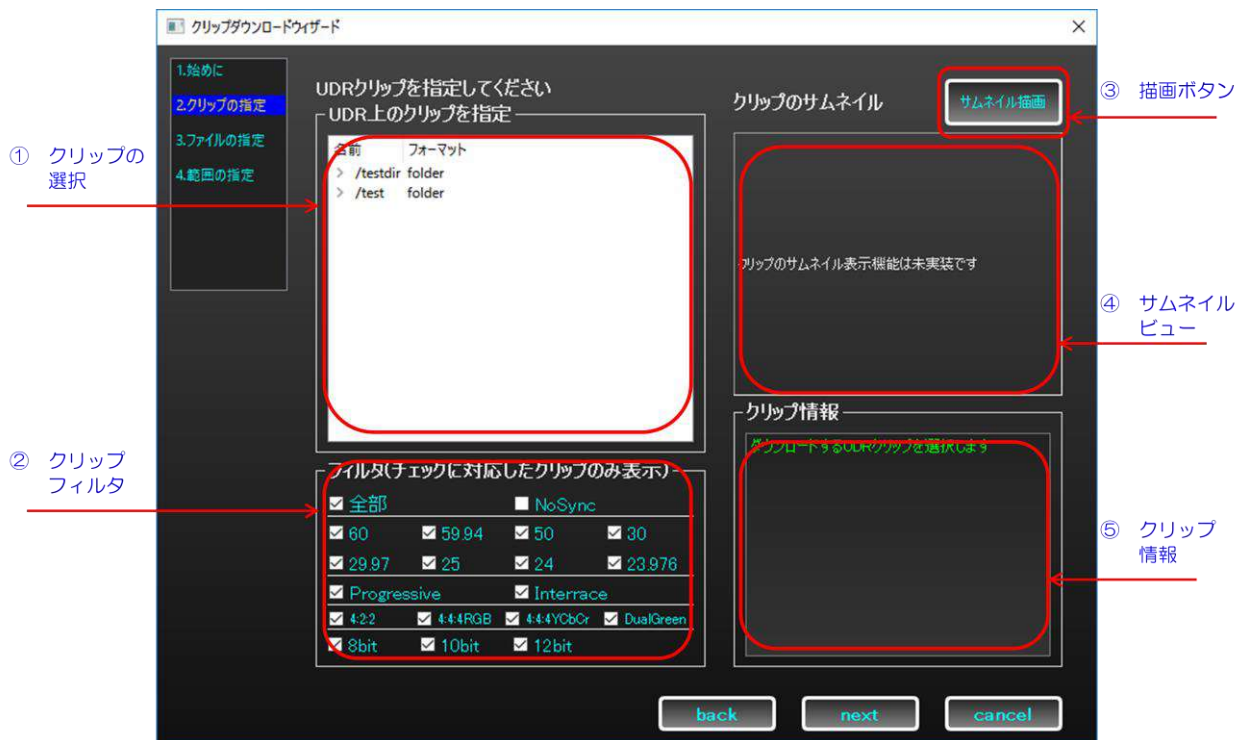 クリップダウンロードウィザード
1.始めに
2.クリップの指定
3.ファイルの指定
4.範囲の指定
① クリップの
選択
② クリップ
フィルタ
UDRクリップを指定してください
UDR上のクリップを指定
名前 フォーマット
> /testdir folder
> /test folder
フィルタ(チェックに対応したクリップのみ表示)
全部 NoSync
60 59.94 50 30
29.97 25 24 23.976
Progressive Interrace
4:2:2 4:4:4RGB 4:4:4YCbCr DualGreen
8bit 10bit 12bit
クリップのサムネイル
サムネイル描画
クリップのサムネイル表示機能は未実装です
クリップ情報
ダウンロードするUDRクリップを選択します
③ 描画ボタン
④ サムネイル
ビュー
⑤ クリップ
情報
back next cancel